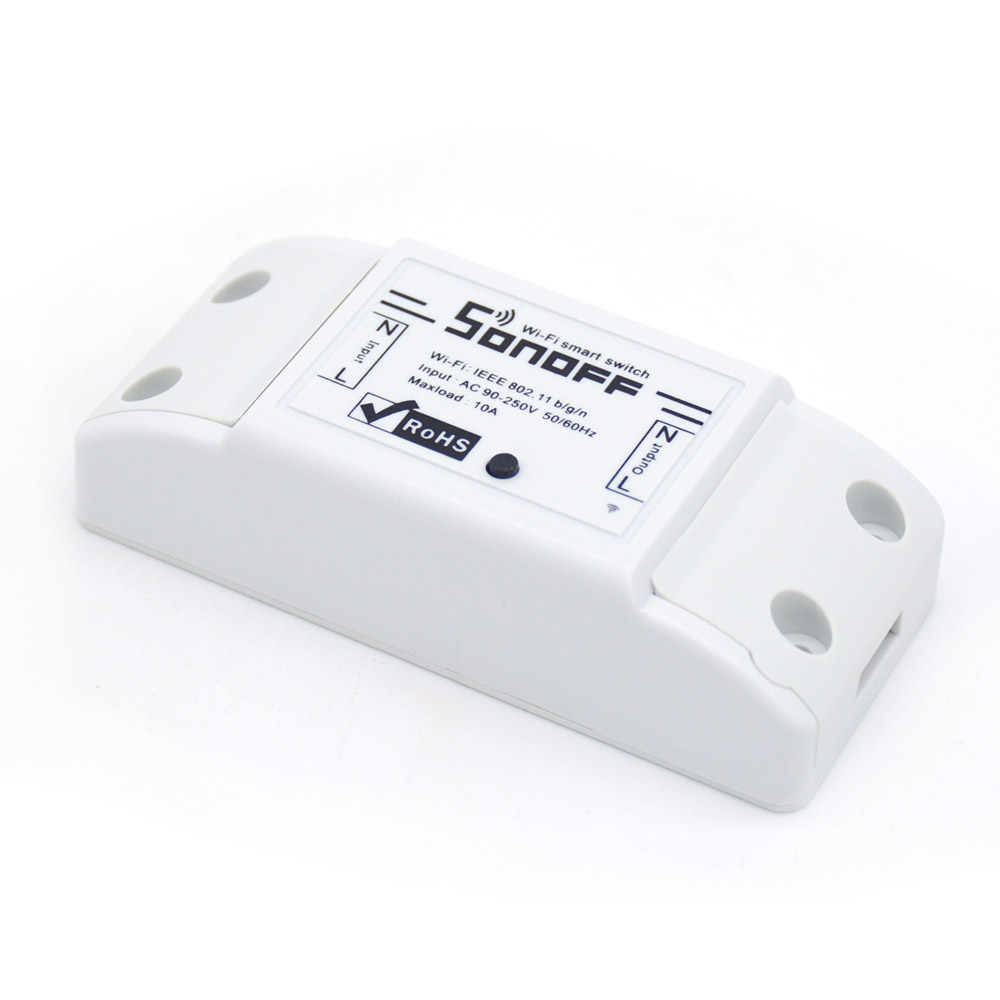 SONOFF
Wi-Fi smart switch
Wi-Fi: IEEE 802.11 b/g/n
Input : AC 90-250V 50/60Hz
Maxload : 10A
RoHS
N
Input
L
N
Output
L